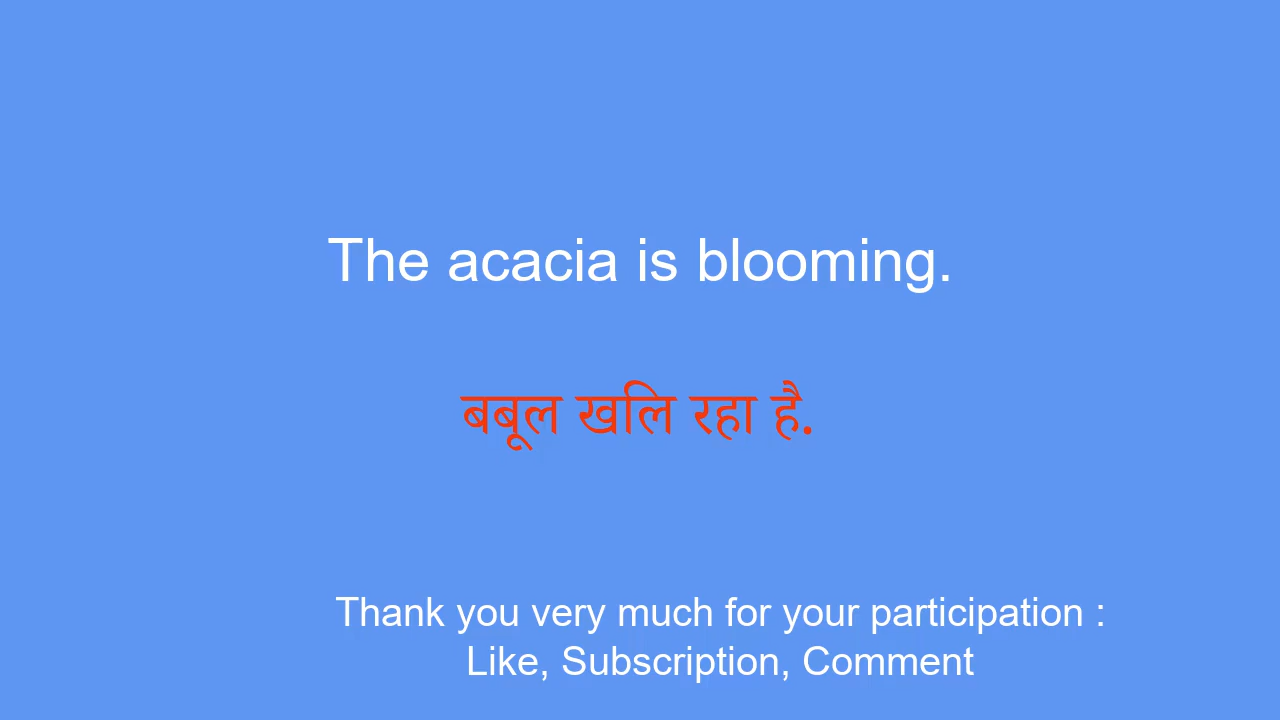 The acacia is blooming.
बबूल खलि रहा है.
Thank you very much for your participation :
Like, Subscription, Comment